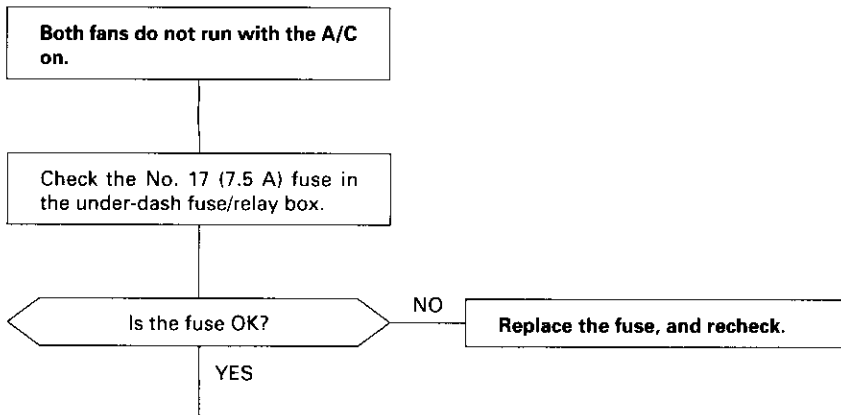 Both fans do not run with the A/C
on.
Check the No. 17 (7.5 A) fuse in
the under-dash fuse/relay box.
Is the fuse OK?
NO
Replace the fuse, and recheck.
YES